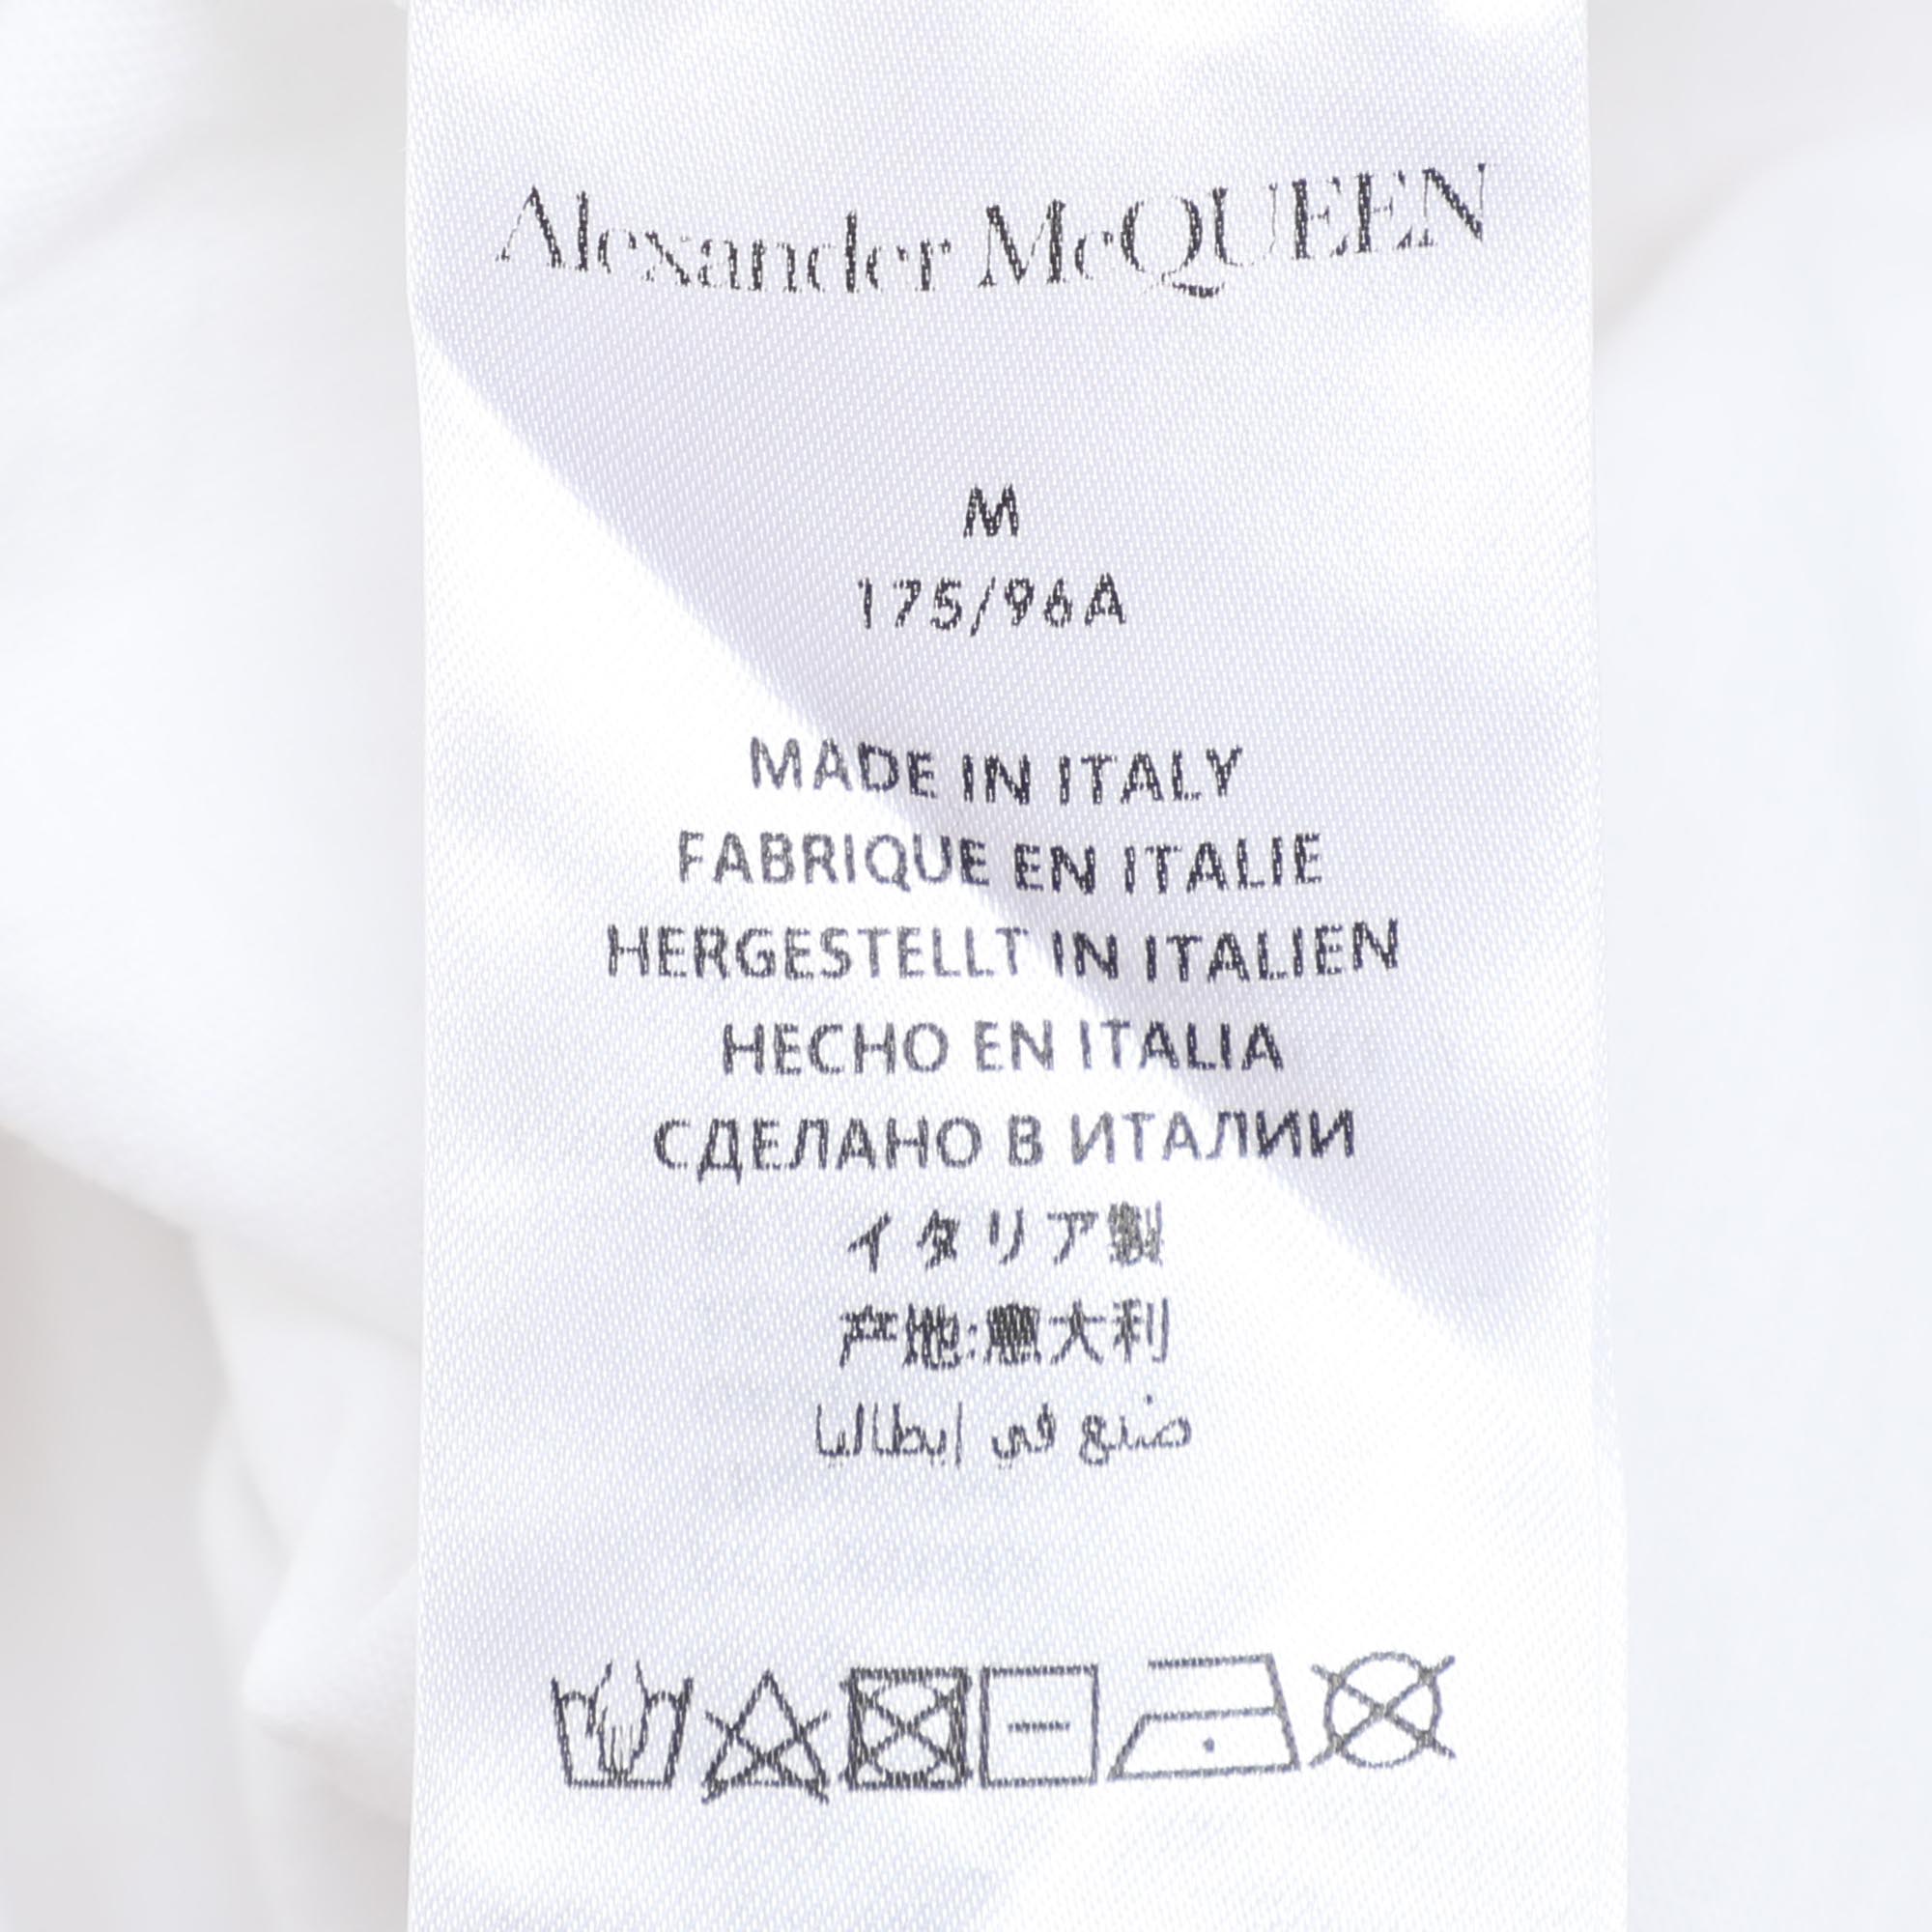 Alexander McQUEEN
M
175/96A
MADE IN ITALY
FABRIQUE EN ITALIE
HERGESTELLT IN ITALIEN
HECHO EN ITALIA
СДЕЛАНО В ИТАЛИИ
イタリア製
产地:意大利
صنع في إيطاليا